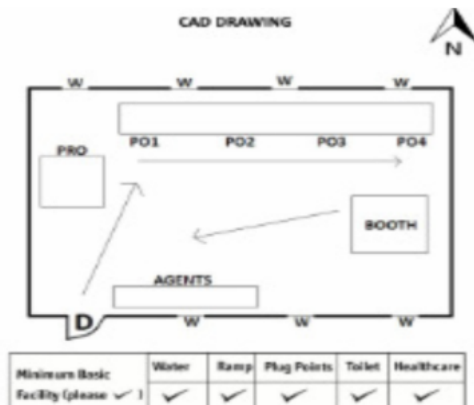 CAD DRAWING
N
W W W W
PO1 PO2 PO3 PO4
PRO
BOOTH
AGENTS
D W W W
Minimum Basic Facility (please ✓) Water Ramp Plug Points Toilet Healthcare
✓ ✓ ✓ ✓ ✓